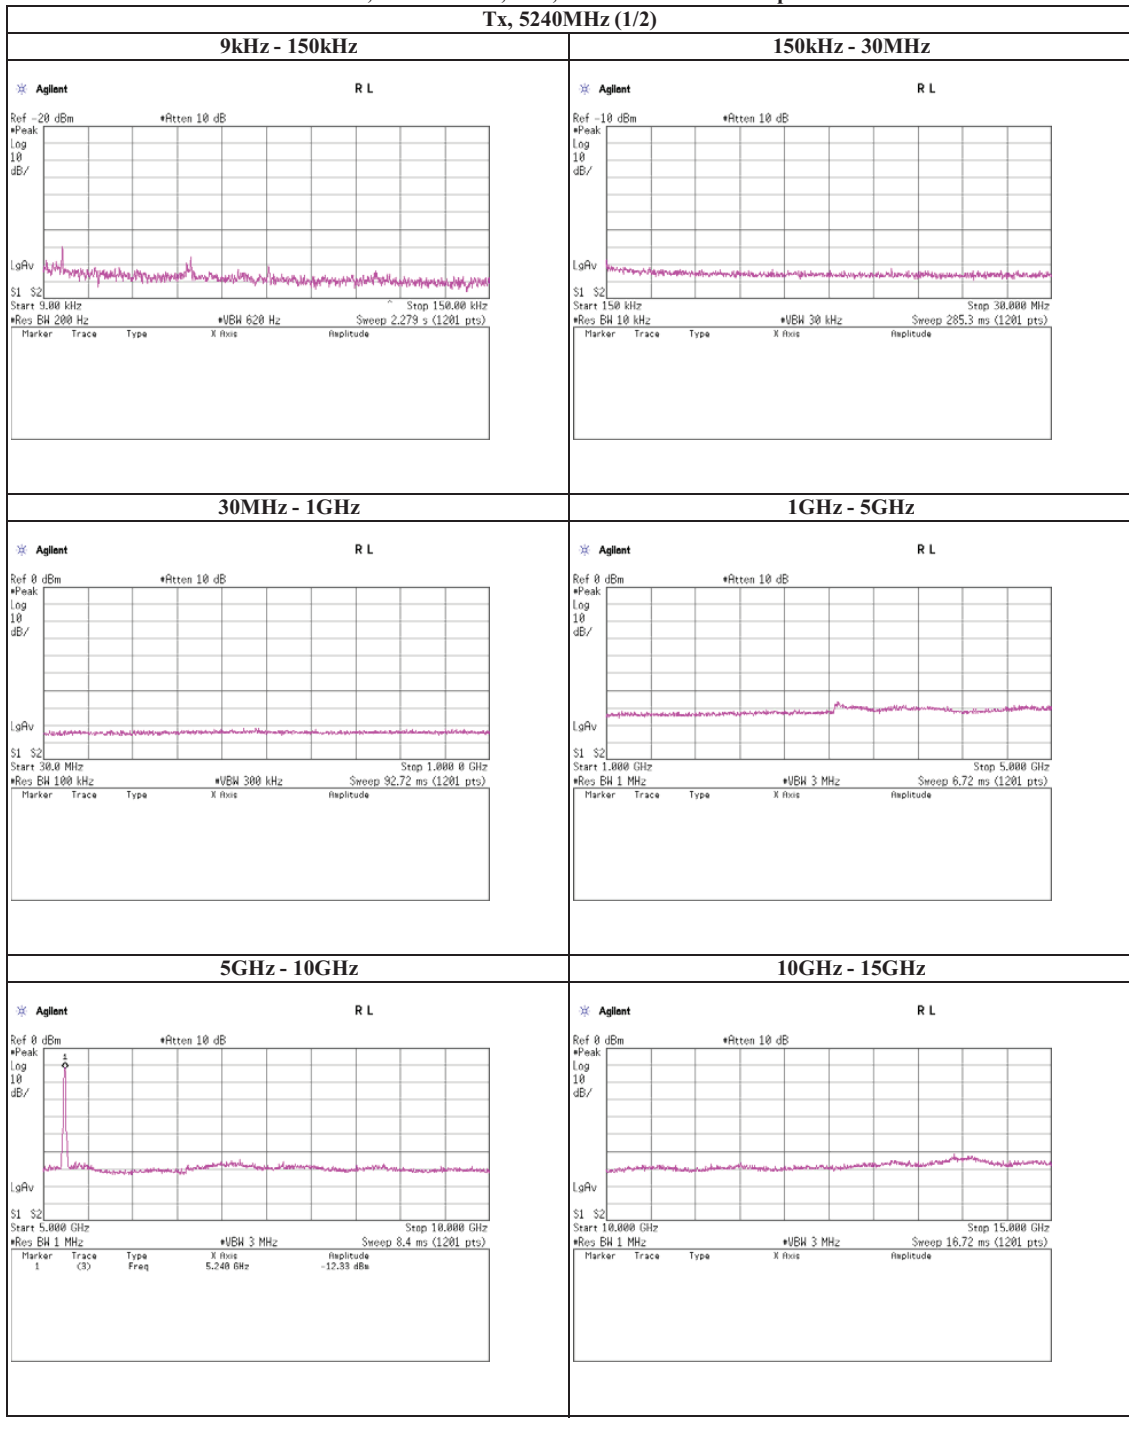 Tx, 5240MHz (1/2)
9kHz - 150kHz
150kHz - 30MHz
Agilent R L
Ref -20 dBm #Atten 10 dB
#Peak
Log
10
dB/
LgAv
S1 S2
Start 9.00 kHz ^ Stop 150.00 kHz
#Res BW 200 Hz #VBW 620 Hz Sweep 2.279 s (1201 pts)
Marker Trace Type X Axis Amplitude
Agilent R L
Ref -10 dBm #Atten 10 dB
#Peak
Log
10
dB/
LgAv
S1 S2
Start 150 kHz Stop 30.000 MHz
#Res BW 10 kHz #VBW 30 kHz Sweep 285.3 ms (1201 pts)
Marker Trace Type X Axis Amplitude
30MHz - 1GHz
1GHz - 5GHz
Agilent R L
Ref 0 dBm #Atten 10 dB
#Peak
Log
10
dB/
LgAv
S1 S2
Start 30.0 MHz Stop 1.000 0 GHz
#Res BW 100 kHz #VBW 300 kHz Sweep 92.72 ms (1201 pts)
Marker Trace Type X Axis Amplitude
Agilent R L
Ref 0 dBm #Atten 10 dB
#Peak
Log
10
dB/
LgAv
S1 S2
Start 1.000 GHz Stop 5.000 GHz
#Res BW 1 MHz #VBW 3 MHz Sweep 6.72 ms (1201 pts)
Marker Trace Type X Axis Amplitude
5GHz - 10GHz
10GHz - 15GHz
Agilent R L
Ref 0 dBm #Atten 10 dB
#Peak
Log
10
dB/
1
LgAv
S1 S2
Start 5.000 GHz Stop 10.000 GHz
#Res BW 1 MHz #VBW 3 MHz Sweep 8.4 ms (1201 pts)
Marker Trace Type X Axis Amplitude
1 (3) Freq 5.240 GHz -12.33 dBm
Agilent R L
Ref 0 dBm #Atten 10 dB
#Peak
Log
10
dB/
LgAv
S1 S2
Start 10.000 GHz Stop 15.000 GHz
#Res BW 1 MHz #VBW 3 MHz Sweep 16.72 ms (1201 pts)
Marker Trace Type X Axis Amplitude